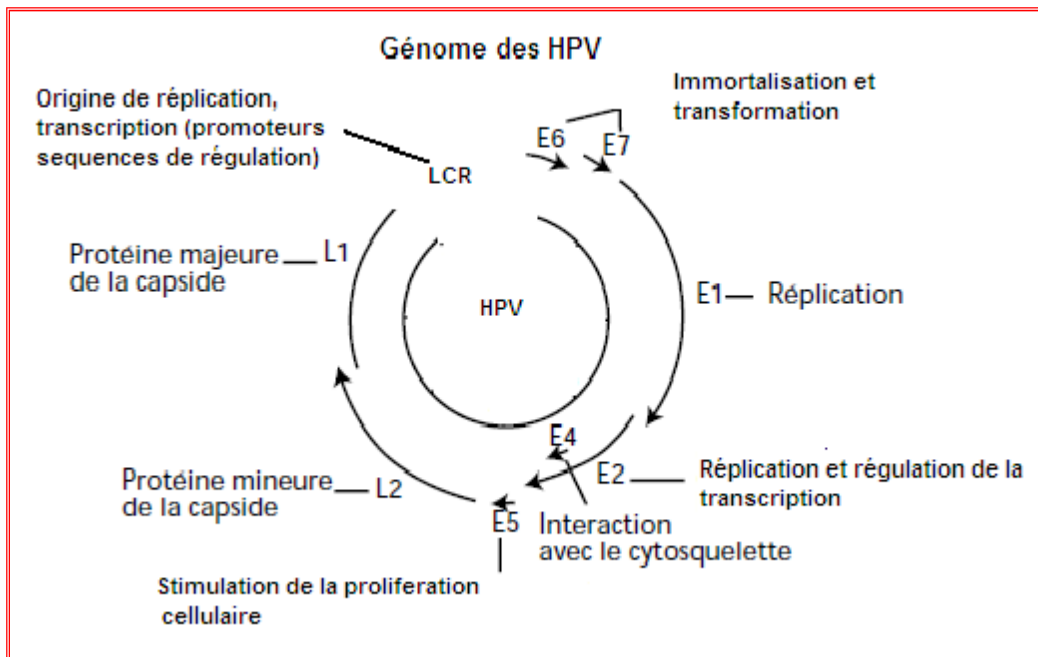 Génome des HPV
Origine de réplication,
transcription (promoteurs
sequences de régulation)
LCR
Immortalisation et
transformation
E6
E7
Protéine majeure
de la capside
L1
HPV
E1
Réplication
E4
E2
Réplication et régulation de la
transcription
Protéine mineure
de la capside
L2
E5
Interaction
avec le cytosquelette
Stimulation de la proliferation
cellulaire